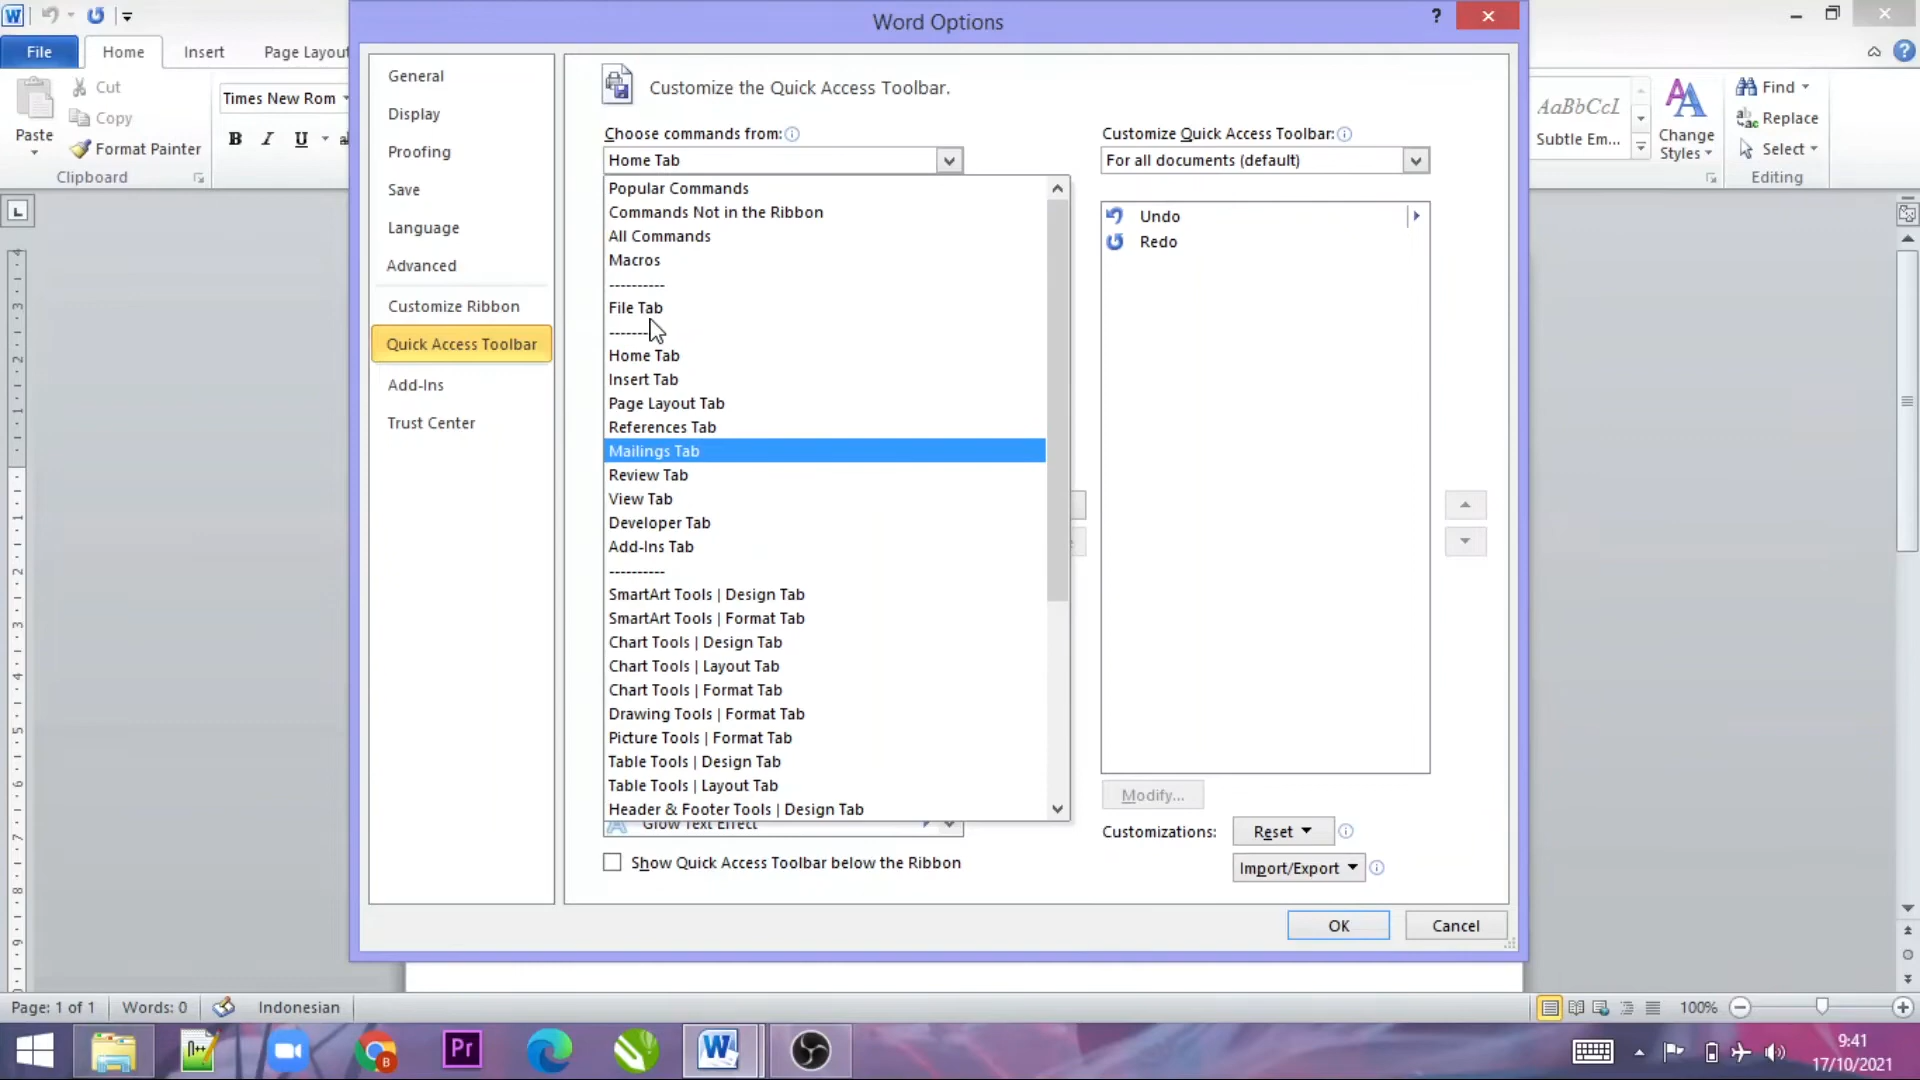 Word Options
?
File
Home
Insert
Page Layout
Cut
Copy
Paste
Format Painter
Clipboard
Times New Rom
B I U
AaBbCcL
Subtle Em...
Change
Styles
Find
Replace
Select
Editing
General
Display
Proofing
Save
Language
Advanced
Customize Ribbon
Quick Access Toolbar
Add-Ins
Trust Center
Customize the Quick Access Toolbar.
Choose commands from:
Home Tab
Popular Commands
Commands Not in the Ribbon
All Commands
Macros
----------
File Tab
-------
Home Tab
Insert Tab
Page Layout Tab
References Tab
Mailings Tab
Review Tab
View Tab
Developer Tab
Add-Ins Tab
----------
SmartArt Tools | Design Tab
SmartArt Tools | Format Tab
Chart Tools | Design Tab
Chart Tools | Layout Tab
Chart Tools | Format Tab
Drawing Tools | Format Tab
Picture Tools | Format Tab
Table Tools | Design Tab
Table Tools | Layout Tab
Header & Footer Tools | Design Tab
Glow Text Effect
Show Quick Access Toolbar below the Ribbon
Customize Quick Access Toolbar:
For all documents (default)
Undo
Redo
Modify...
Customizations:
Reset
Import/Export
OK
Cancel
Page: 1 of 1
Words: 0
Indonesian
100%
Pr
9:41
17/10/2021